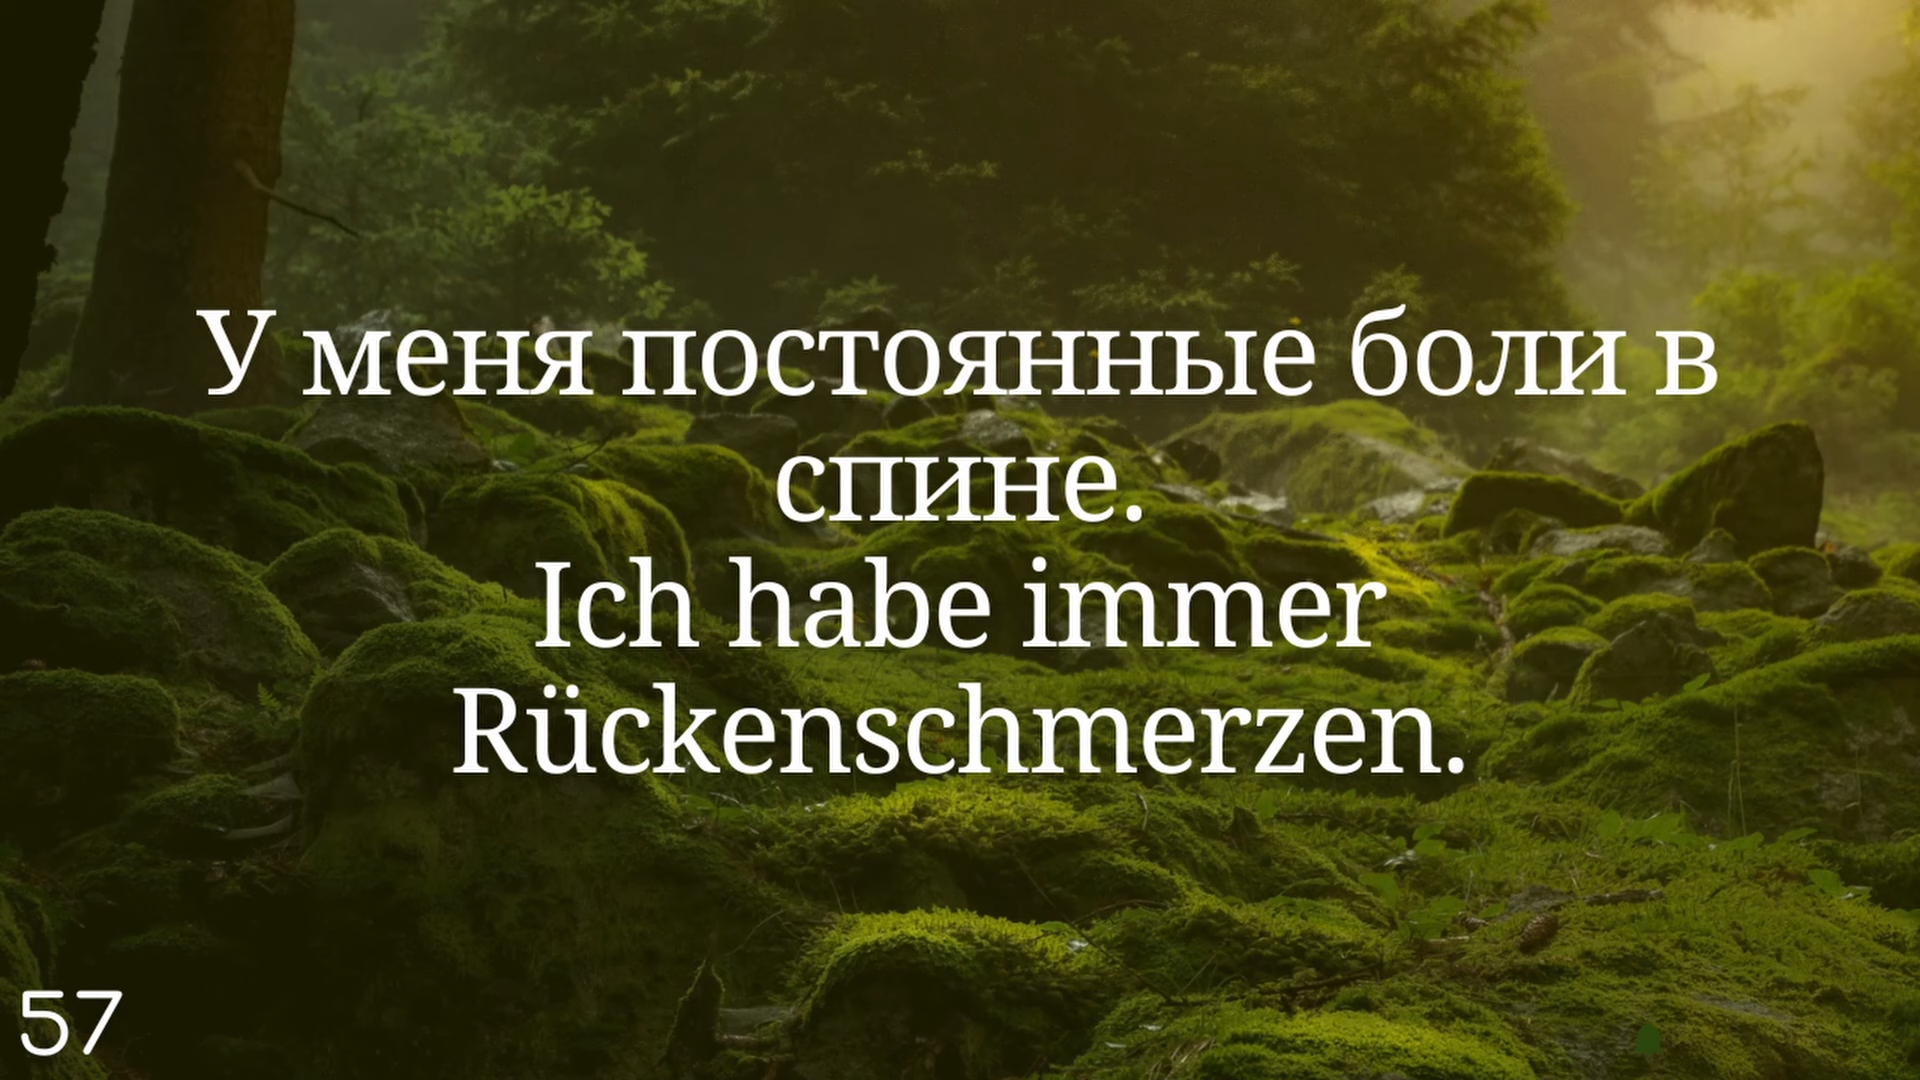 У меня постоянные боли в
спине.
Ich habe immer
Rückenschmerzen.
57